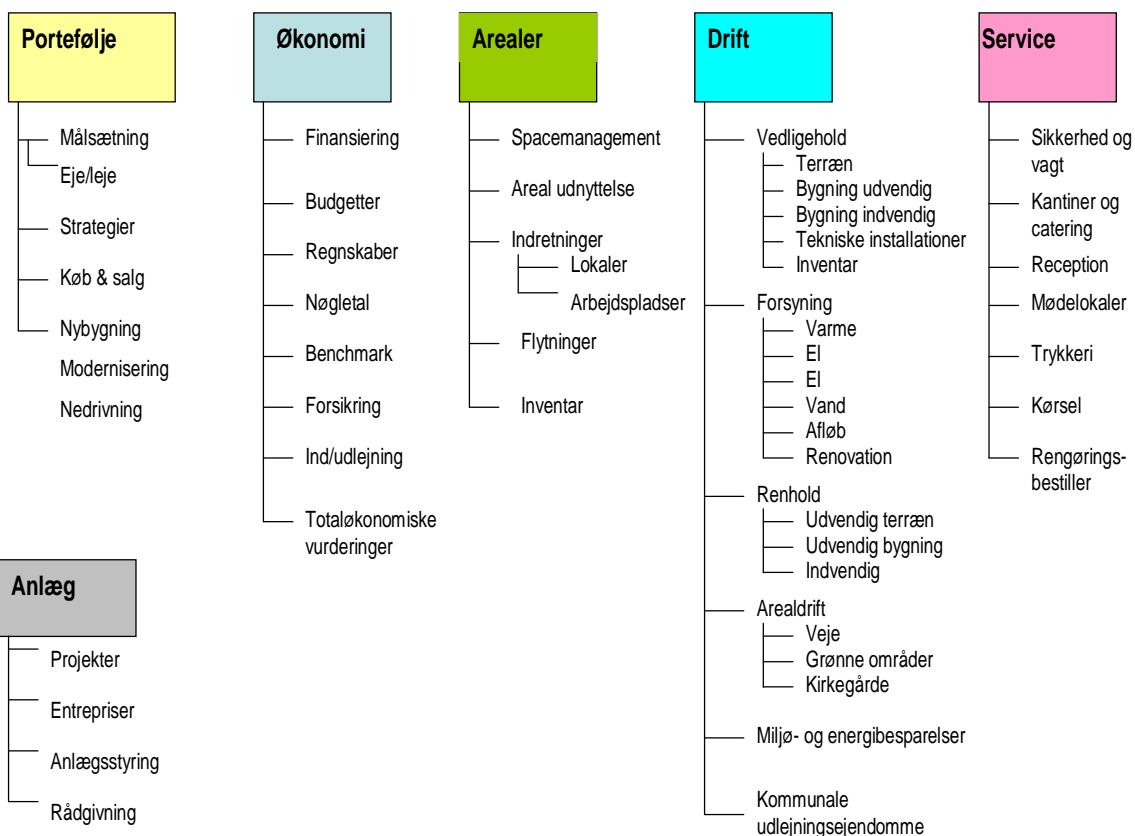 Portefølje
Målsætning
Eje/leje
Strategier
Køb & salg
Nybygning
Modernisering
Nedrivning
Økonomi
Finansiering
Budgetter
Regnskaber
Nøgletal
Benchmark
Forsikring
Ind/udlejning
Totaløkonomiske
vurderinger
Arealer
Spacemanagement
Areal udnyttelse
Indretninger
Lokaler
Arbejdspladser
Flytninger
Inventar
Drift
Vedligehold
Terræn
Bygning udvendig
Bygning indvendig
Tekniske installationer
Inventar
Forsyning
Varme
El
El
Vand
Afløb
Renovation
Renhold
Udvendig terræn
Udvendig bygning
Indvendig
Arealdrift
Veje
Grønne områder
Kirkegårde
Miljø- og energibesparelser
Kommunale
udlejningsejendomme
Service
Sikkerhed og
vagt
Kantiner og
catering
Reception
Mødelokaler
Trykkeri
Kørsel
Rengørings-
bestiller
Anlæg
Projekter
Entrepriser
Anlægsstyring
Rådgivning